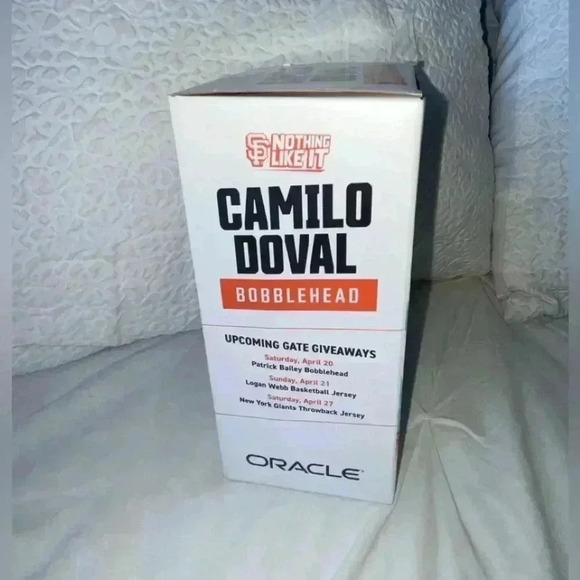 SF NOTHING
LIKE IT
CAMILO
DOVAL
BOBBLEHEAD
UPCOMING GATE GIVEAWAYS
Saturday, April 20
Patrick Bailey Bobblehead
Sunday, April 21
Logan Webb Basketball Jersey
Saturday, April 27
New York Giants Throwback Jersey
ORACLE